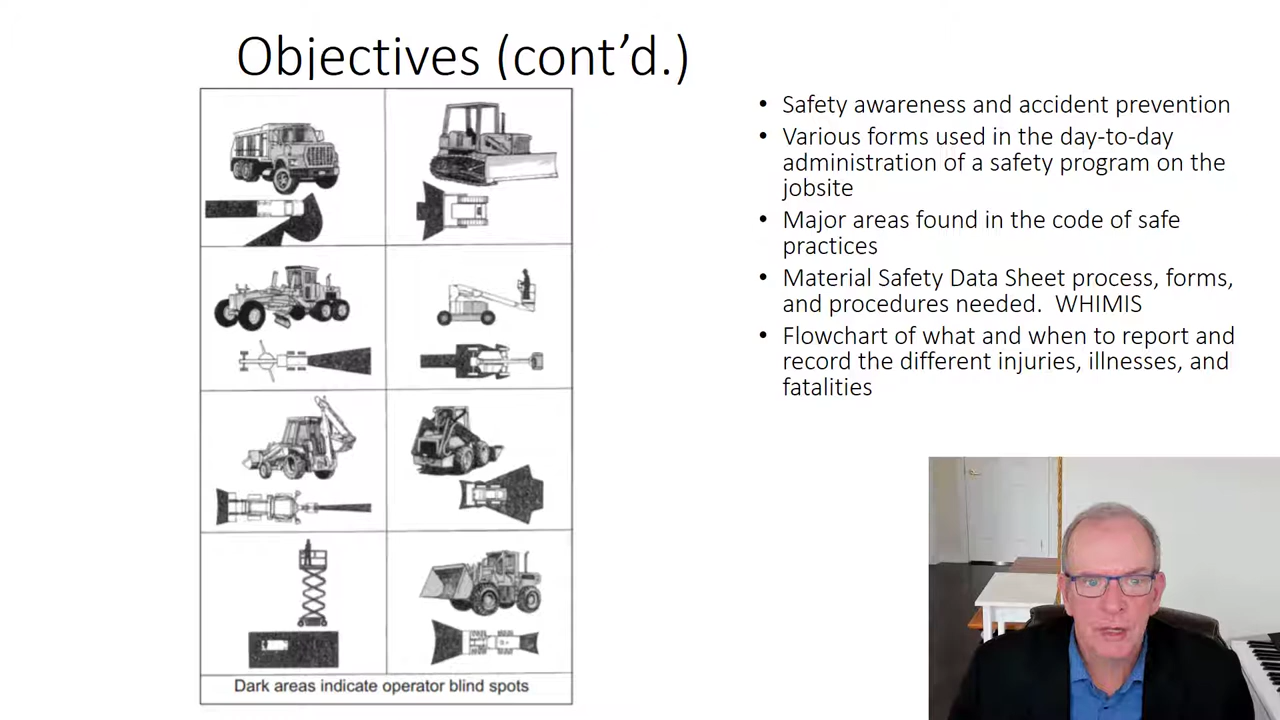 Objectives (cont’d.)
• Safety awareness and accident prevention
• Various forms used in the day-to-day
administration of a safety program on the
jobsite
• Major areas found in the code of safe
practices
• Material Safety Data Sheet process, forms,
and procedures needed.  WHIMIS
• Flowchart of what and when to report and
record the different injuries, illnesses, and
fatalities
Dark areas indicate operator blind spots